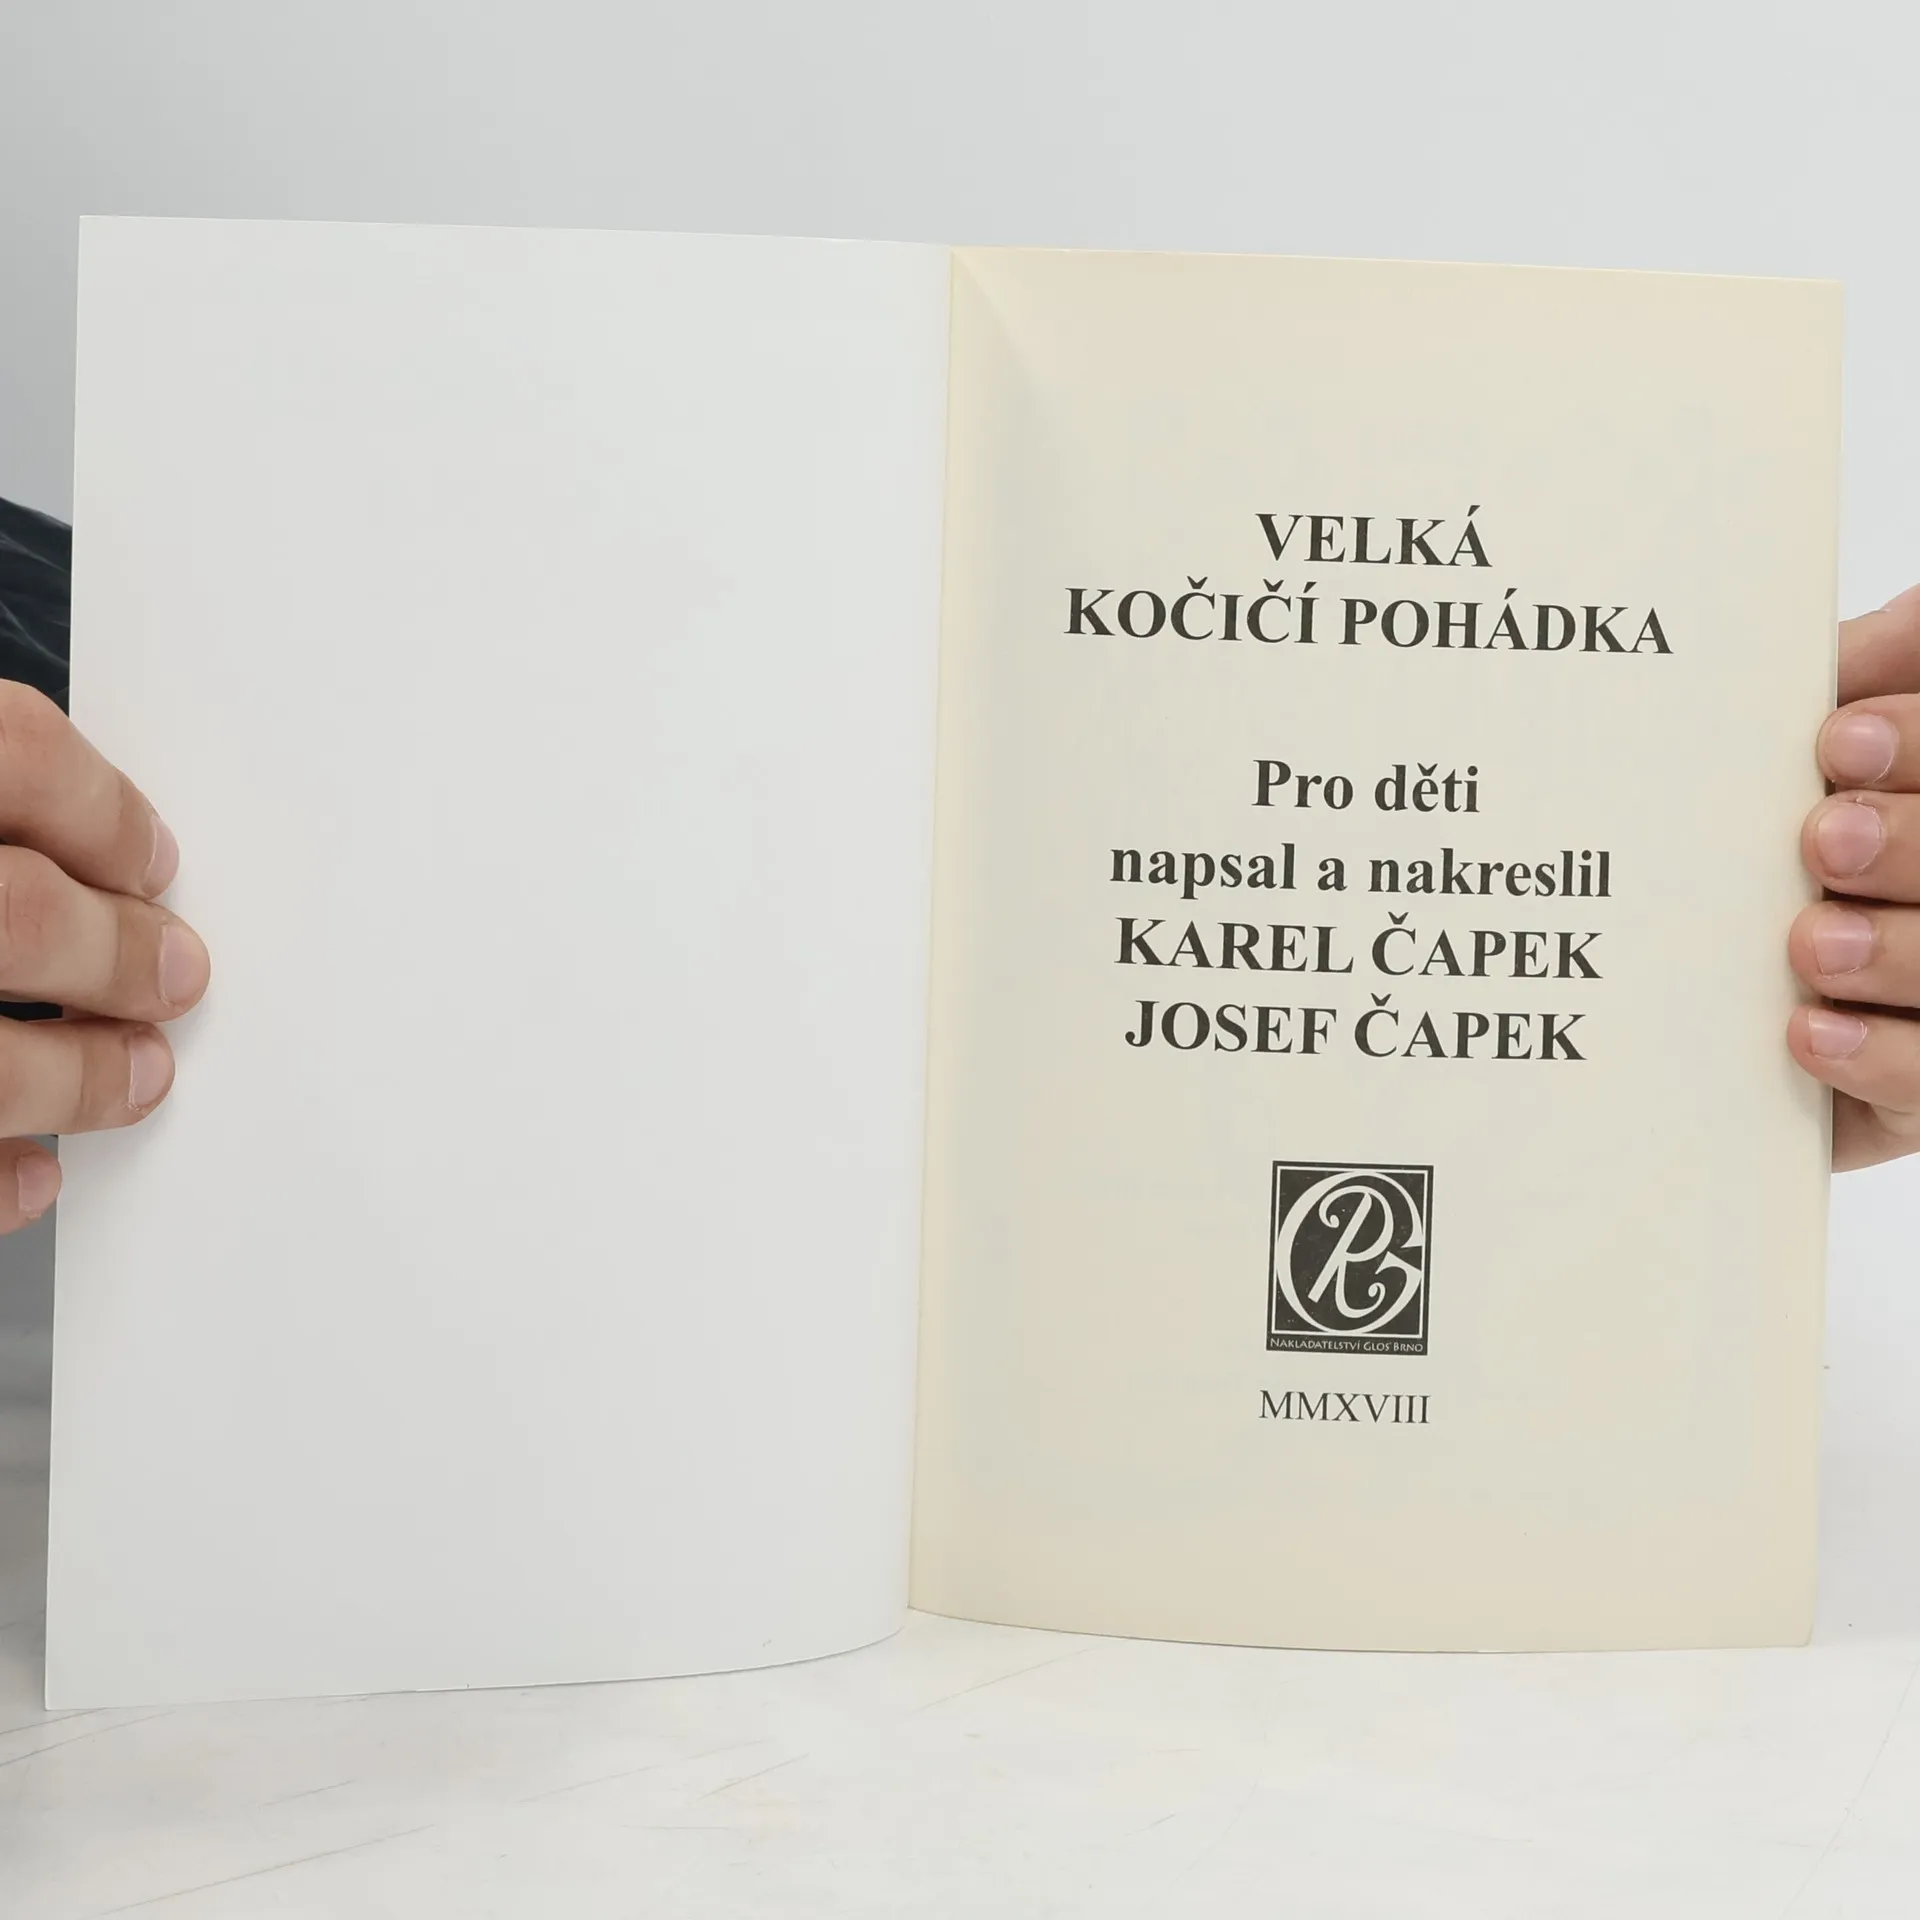 VELKÁ
KOČIČÍ POHÁDKA
Pro děti
napsal a nakreslil
KAREL ČAPEK
JOSEF ČAPEK
NAKLADATELSTVÍ GLOS BRNO
MMXVIII